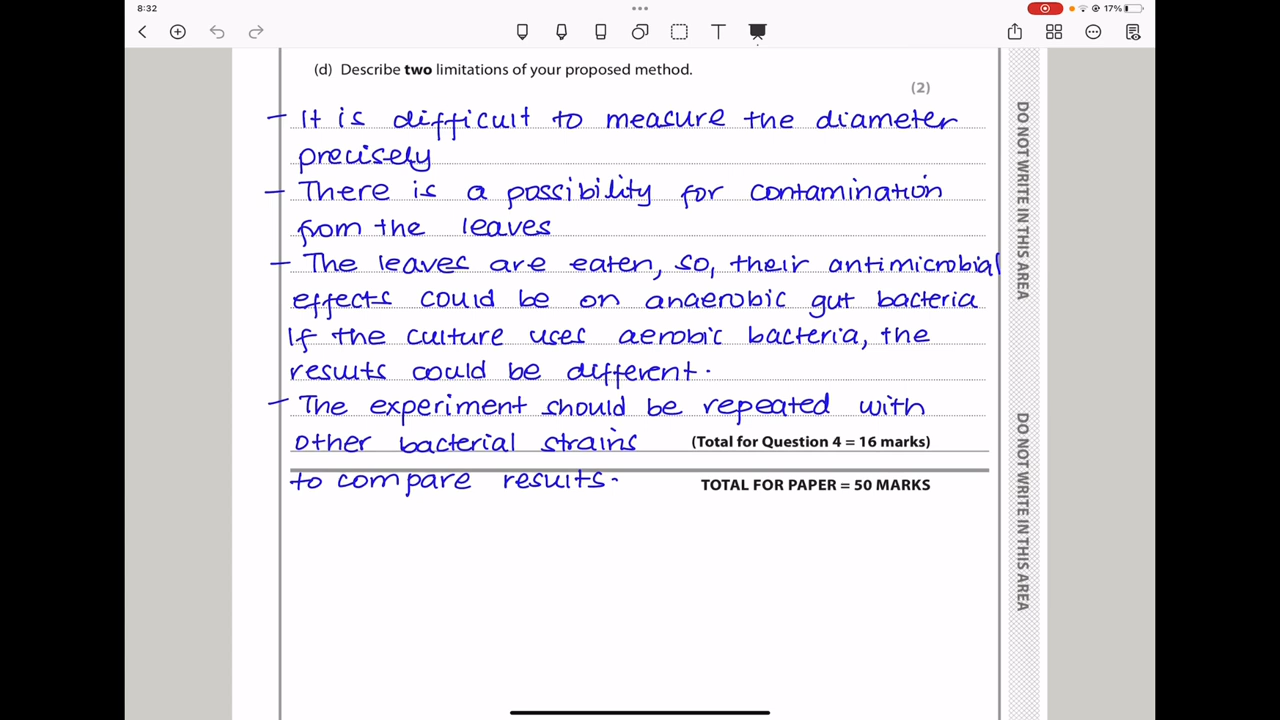 8:32
17%
(d) Describe two limitations of your proposed method.
(2)
- It is difficult to measure the diameter
precisely
- There is a possibility for contamination
from the leaves
- The leaves are eaten, so, their antimicrobial
effects could be on anaerobic gut bacteria
If the culture uses aerobic bacteria, the
results could be different.
- The experiment should be repeated with
other bacterial strains
(Total for Question 4 = 16 marks)
to compare results.
TOTAL FOR PAPER = 50 MARKS
DO NOT WRITE IN THIS AREA
DO NOT WRITE IN THIS AREA